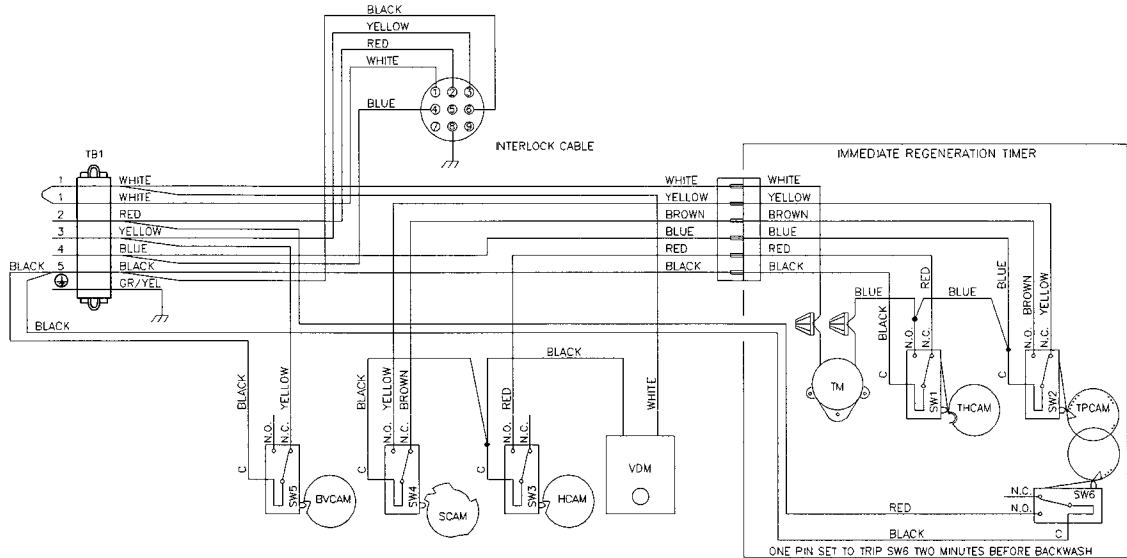 BLACK
YELLOW
RED
WHITE
1 2 3
BLUE
4 5 6
7 8 9
INTERLOCK CABLE
IMMEDIATE REGENERATION TIMER
TB1
1 WHITE WHITE WHITE
1 WHITE YELLOW YELLOW
2 RED BROWN BROWN
3 YELLOW BLUE BLUE
4 BLUE RED RED
BLACK 5 BLACK BLACK BLACK
GR/YEL
BLACK
BLUE
BLACK
RED
BLUE
BLUE
BROWN
YELLOW
N.O.
N.C.
N.O.
N.C.
C
C
TM
SW1
THCAM
SW2
TPCAM
BLACK
YELLOW
BLACK
YELLOW
BROWN
RED
BLACK
WHITE
N.O.
N.C.
N.O.
N.C.
N.O.
N.C.
C
C
C
SW5
BVCAM
SW4
SCAM
SW3
HCAM
VDM
N.C.
SW6
RED
N.O.
BLACK
C
ONE PIN SET TO TRIP SW6 TWO MINUTES BEFORE BACKWASH